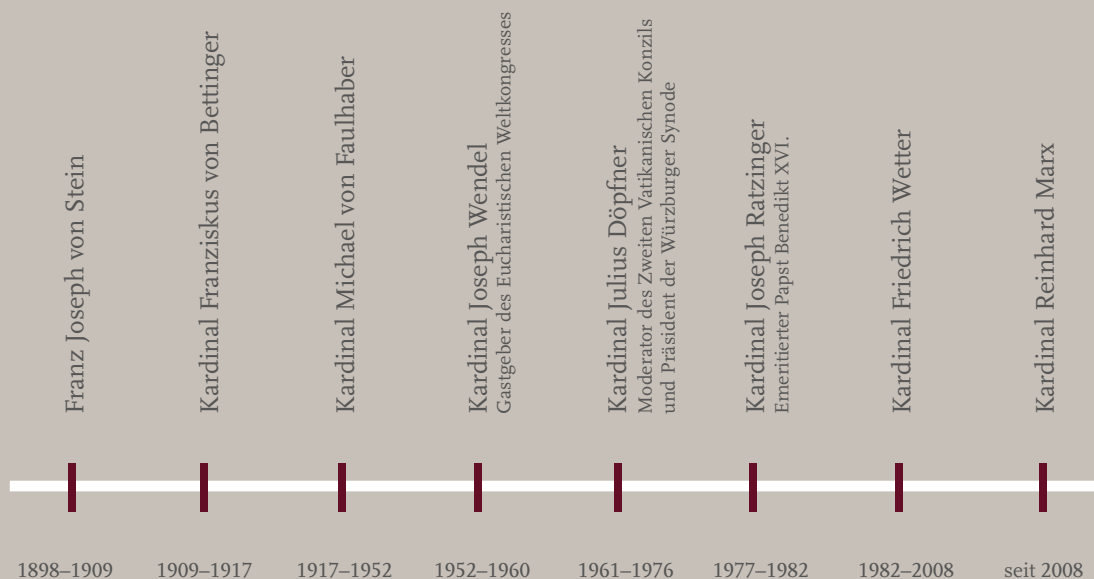 Franz Joseph von Stein
Kardinal Franziskus von Bettinger
Kardinal Michael von Faulhaber
Kardinal Joseph Wendel
Gastgeber des Eucharistischen Weltkongresses
Kardinal Julius Döpfner
Moderator des Zweiten Vatikanischen Konzils
und Präsident der Würzburger Synode
Kardinal Joseph Ratzinger
Emeritierter Papst Benedikt XVI.
Kardinal Friedrich Wetter
Kardinal Reinhard Marx
1898–1909
1909–1917
1917–1952
1952–1960
1961–1976
1977–1982
1982–2008
seit 2008